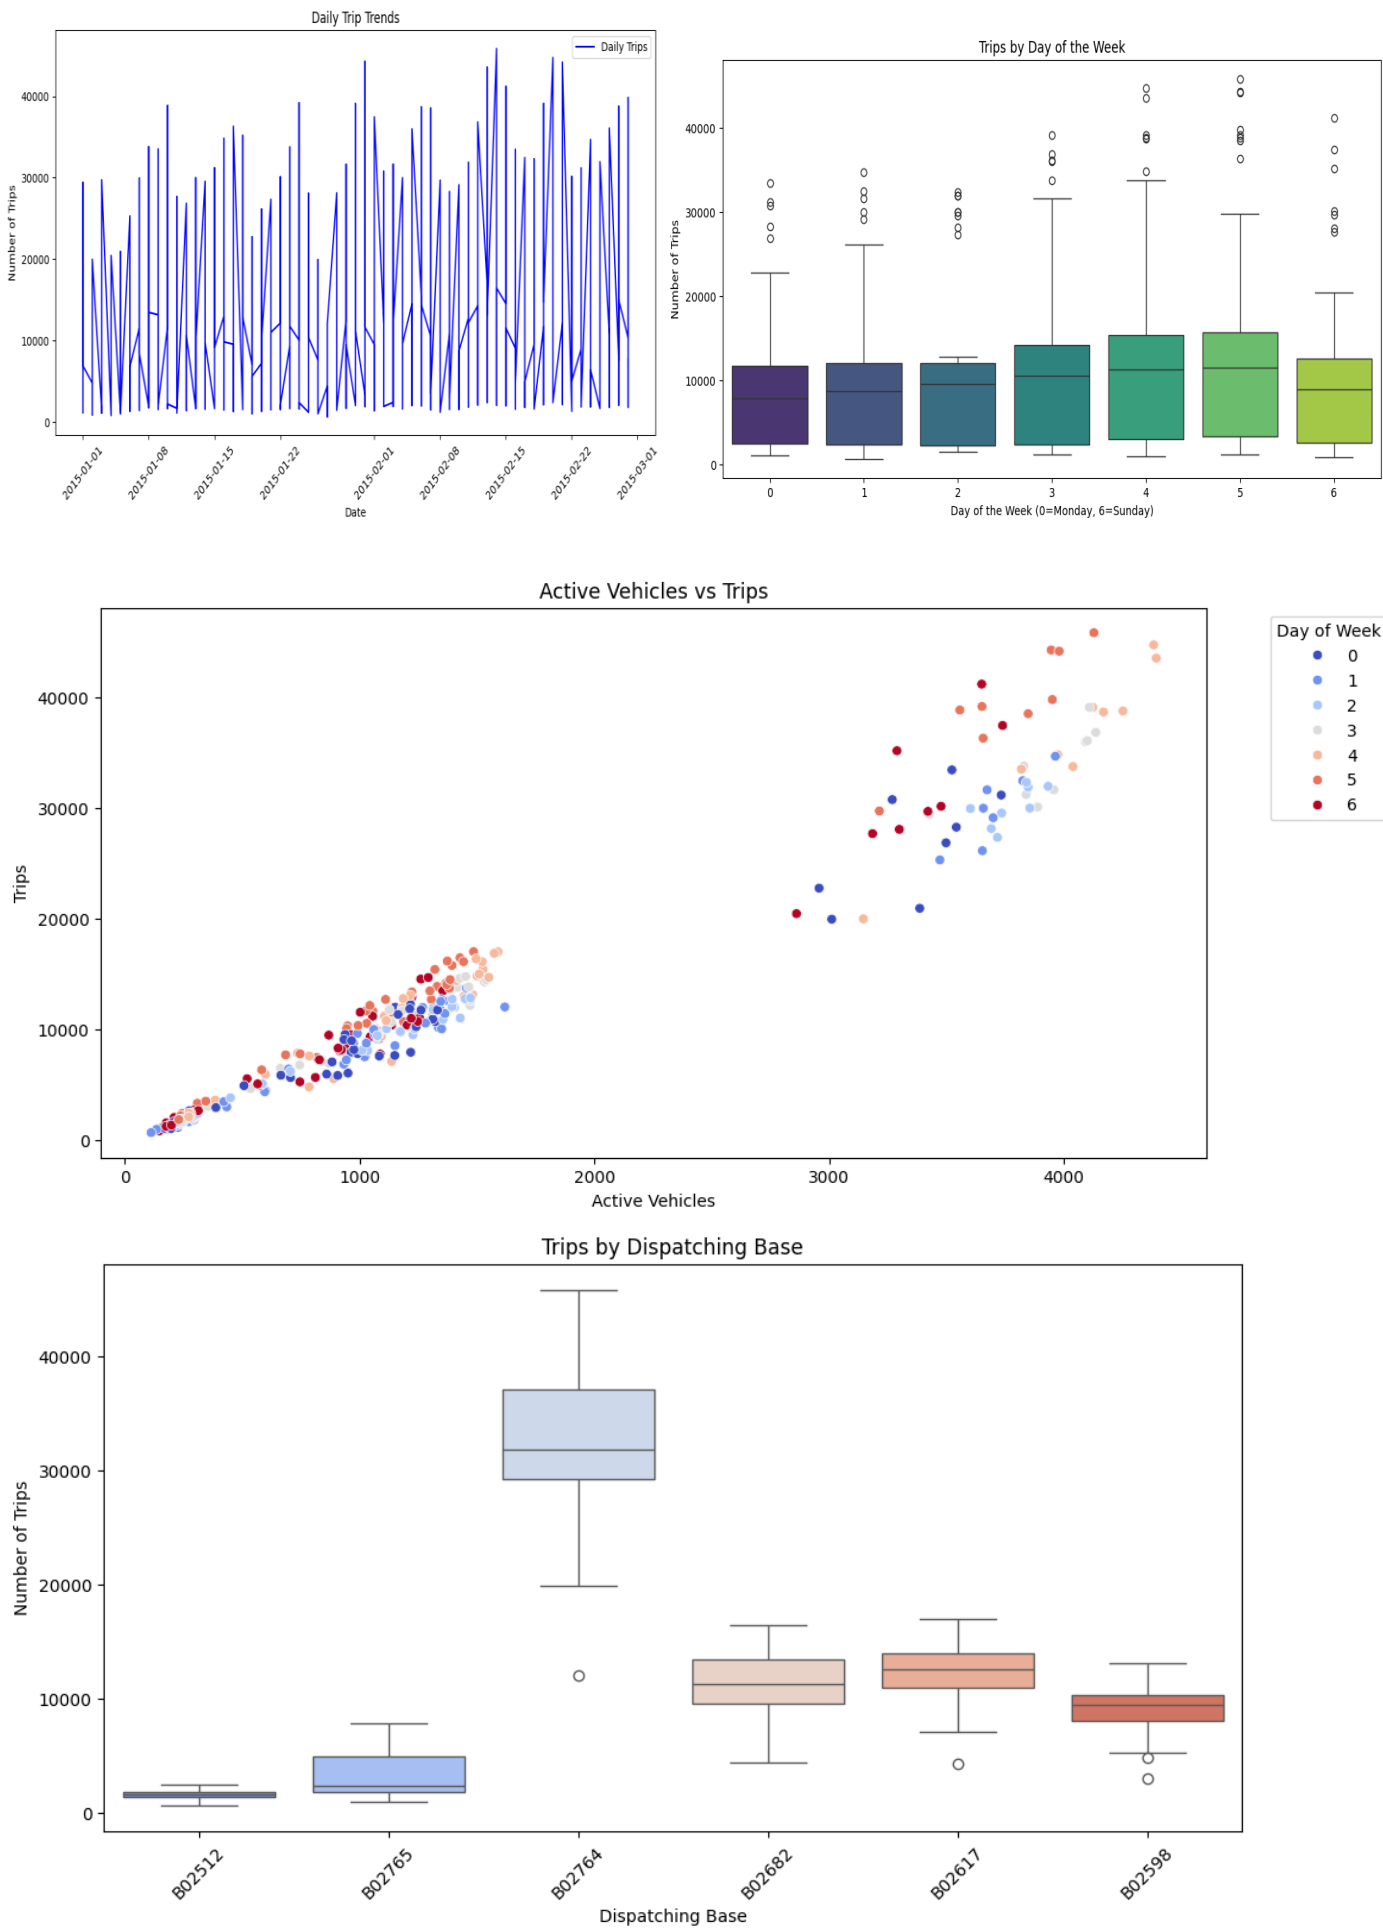 Daily Trip Trends
Daily Trips
Number of Trips
40000
30000
20000
10000
0
2015-01-01
2015-01-08
2015-01-15
2015-01-22
2015-02-01
2015-02-08
2015-02-15
2015-02-22
2015-03-01
Date
Trips by Day of the Week
Number of Trips
40000
30000
20000
10000
0
0 1 2 3 4 5 6
Day of the Week (0=Monday, 6=Sunday)
Active Vehicles vs Trips
Trips
40000
30000
20000
10000
0
0 1000 2000 3000 4000
Active Vehicles
Day of Week
0
1
2
3
4
5
6
Trips by Dispatching Base
Number of Trips
40000
30000
20000
10000
0
B02512
B02765
B02764
B02682
B02617
B02598
Dispatching Base